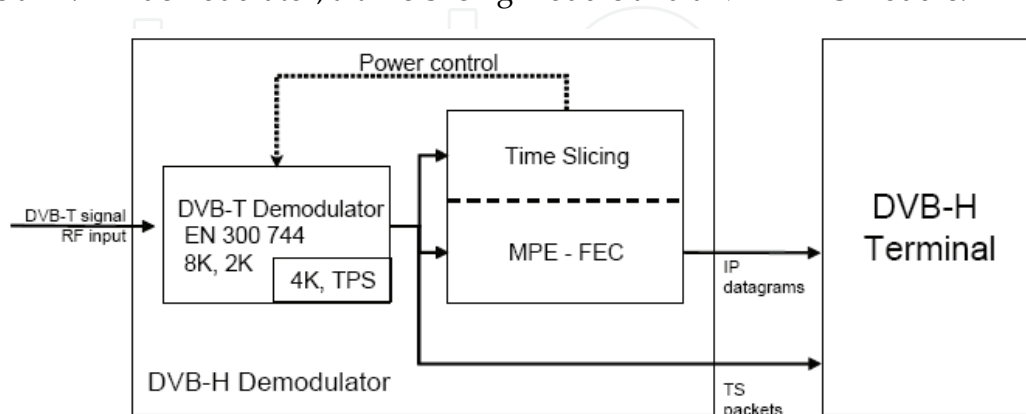 Power control
Time Slicing
DVB-T signal
RF input
DVB-T Demodulator
EN 300 744
8K, 2K
4K, TPS
MPE - FEC
IP
datagrams
DVB-H
Terminal
DVB-H Demodulator
TS
packets